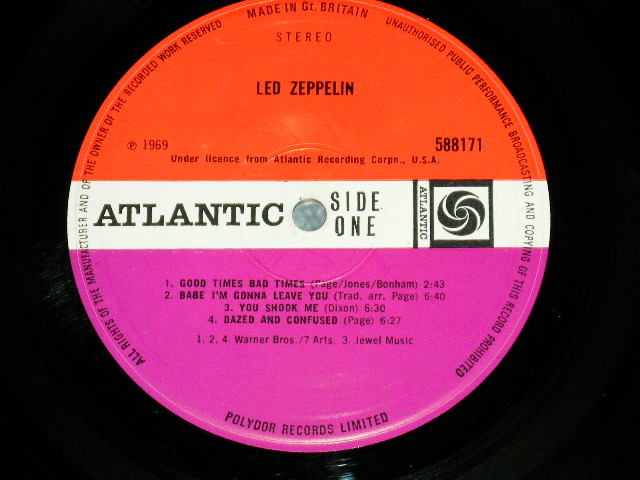 MADE IN Gt. BRITAIN
UNAUTHORISED PUBLIC PERFORMANCE BROADCASTING AND COPYING OF THIS RECORD PROHIBITED
ALL RIGHTS OF THE MANUFACTURER AND OF THE OWNER OF THE RECORDED WORK RESERVED
STEREO
LED ZEPPELIN
℗ 1969
588171
Under licence from Atlantic Recording Corpn., U.S.A.
ATLANTIC
SIDE
ONE
ATLANTIC
1. GOOD TIMES BAD TIMES (Page/Jones/Bonham) 2:43
2. BABE I'M GONNA LEAVE YOU (Trad. arr. Page) 6:40
3. YOU SHOOK ME (Dixon) 6:30
4. DAZED AND CONFUSED (Page) 6:27
1, 2, 4. Warner Bros./7 Arts. 3. Jewel Music
POLYDOR RECORDS LIMITED